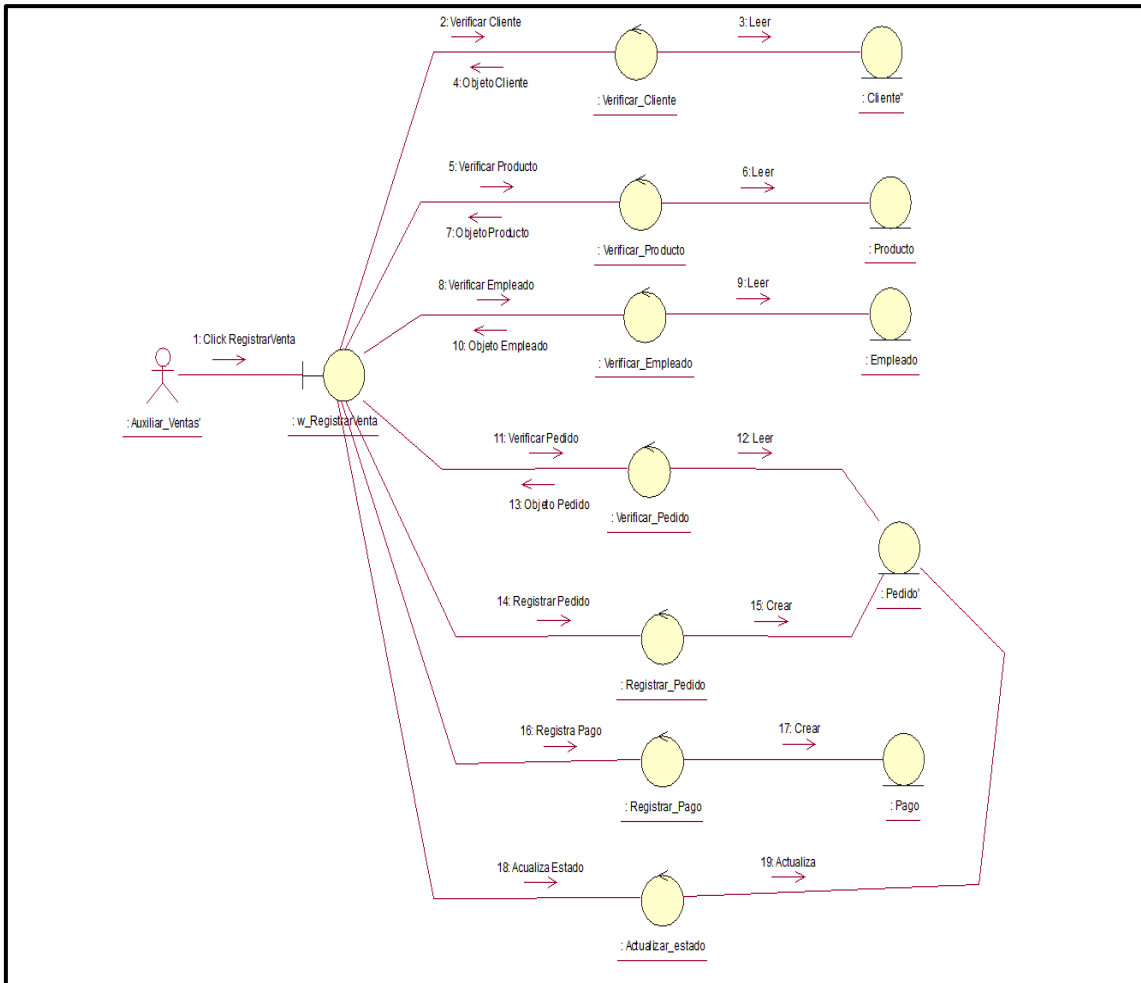 2: Verificar Cliente
3: Leer
4: Objeto Cliente
: Verificar_Cliente
: Cliente"
5: Verificar Producto
6: Leer
7: Objeto Producto
: Verificar_Producto
: Producto
8: Verificar Empleado
9: Leer
10: Objeto Empleado
: Verificar_Empleado
: Empleado
1: Click RegistrarVenta
: Auxiliar_Ventas'
: w_RegistrarVenta
11: Verificar Pedido
12: Leer
13: Objeto Pedido
: Verificar_Pedido
: Pedido'
14: Registrar Pedido
15: Crear
: Registrar_Pedido
16: Registra Pago
17: Crear
: Registrar_Pago
: Pago
18: Acualiza Estado
19: Actualiza
: Actualizar_estado